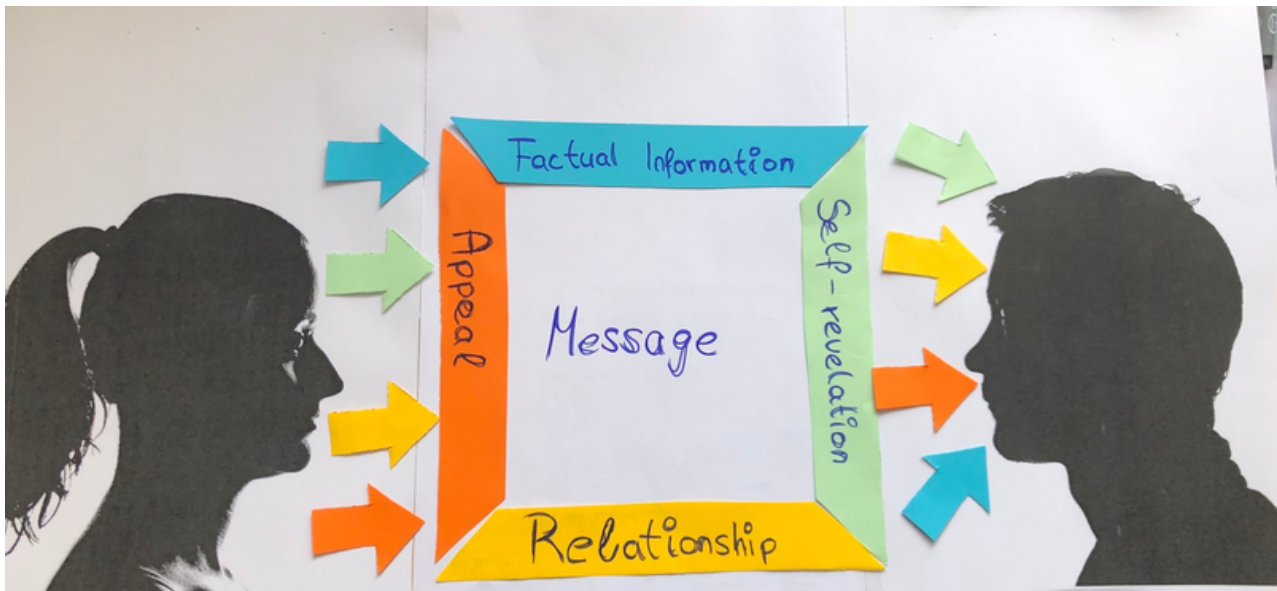 Factual Information
Appeal
Message
Self-revelation
Relationship